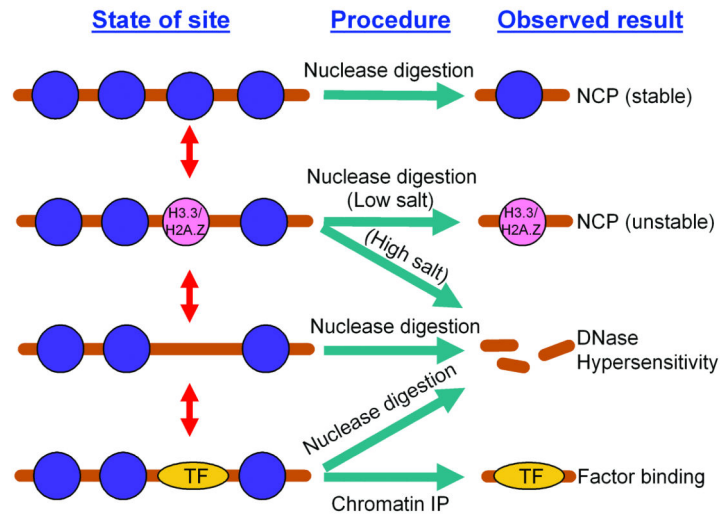 State of site
Procedure
Observed result
Nuclease digestion
NCP (stable)
Nuclease digestion
(Low salt)
H3.3/
H2A.Z
H3.3/
H2A.Z
NCP (unstable)
(High salt)
Nuclease digestion
DNase
Hypersensitivity
Nuclease digestion
TF
TF
Factor binding
Chromatin IP